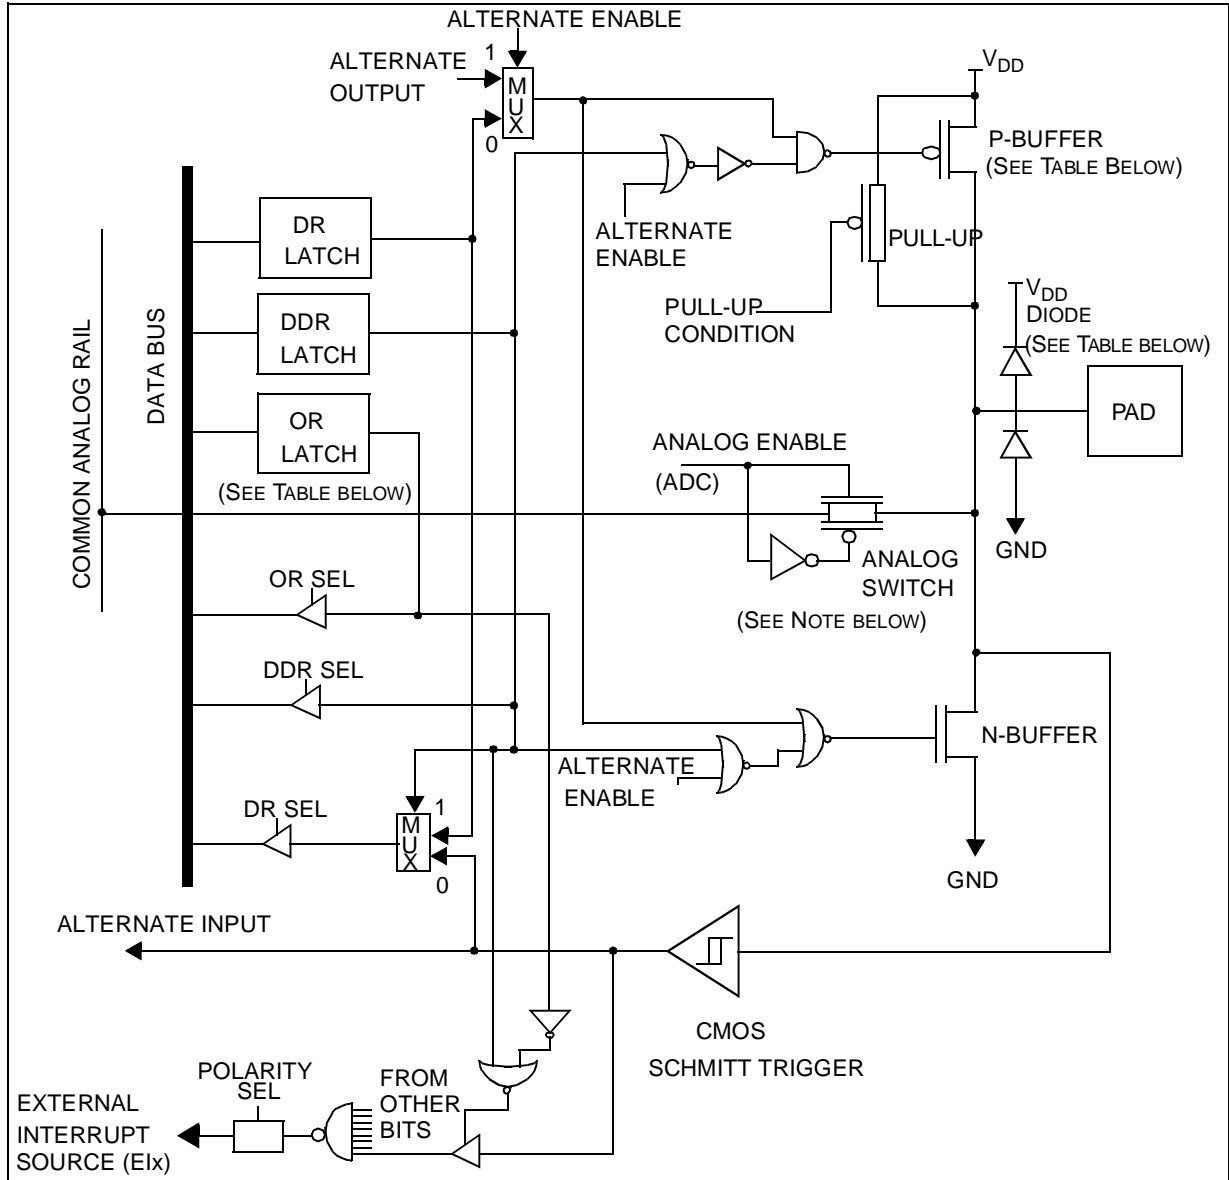 ALTERNATE ENABLE
ALTERNATE
OUTPUT
1
0
MUX
VDD
P-BUFFER
(SEE TABLE BELOW)
ALTERNATE
ENABLE
PULL-UP
PULL-UP
CONDITION
DR
LATCH
DDR
LATCH
OR
LATCH
(SEE TABLE BELOW)
COMMON ANALOG RAIL
DATA BUS
VDD
DIODE
(SEE TABLE BELOW)
PAD
GND
ANALOG ENABLE
(ADC)
ANALOG
SWITCH
(SEE NOTE BELOW)
OR SEL
DDR SEL
DR SEL
MUX
1
0
ALTERNATE
ENABLE
N-BUFFER
GND
ALTERNATE INPUT
CMOS
SCHMITT TRIGGER
POLARITY
SEL
FROM
OTHER
BITS
EXTERNAL
INTERRUPT
SOURCE (EIx)